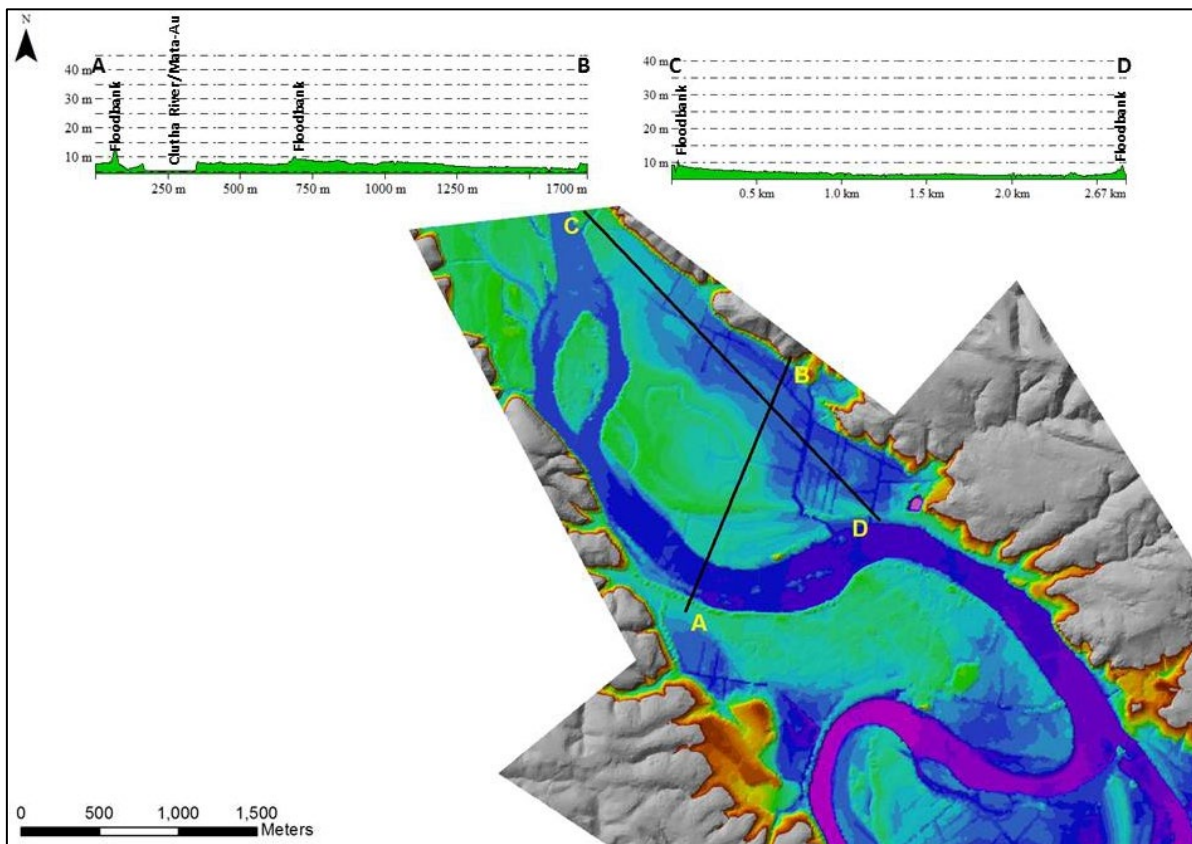 N
A
B
40 m
30 m
20 m
10 m
Floodbank
Clutha River/Mata-Au
Floodbank
250 m
500 m
750 m
1000 m
1250 m
1700 m
C
D
40 m
30 m
20 m
10 m
Floodbank
Floodbank
0.5 km
1.0 km
1.5 km
2.0 km
2.67 km
C
B
D
A
0 500 1,000 1,500
Meters